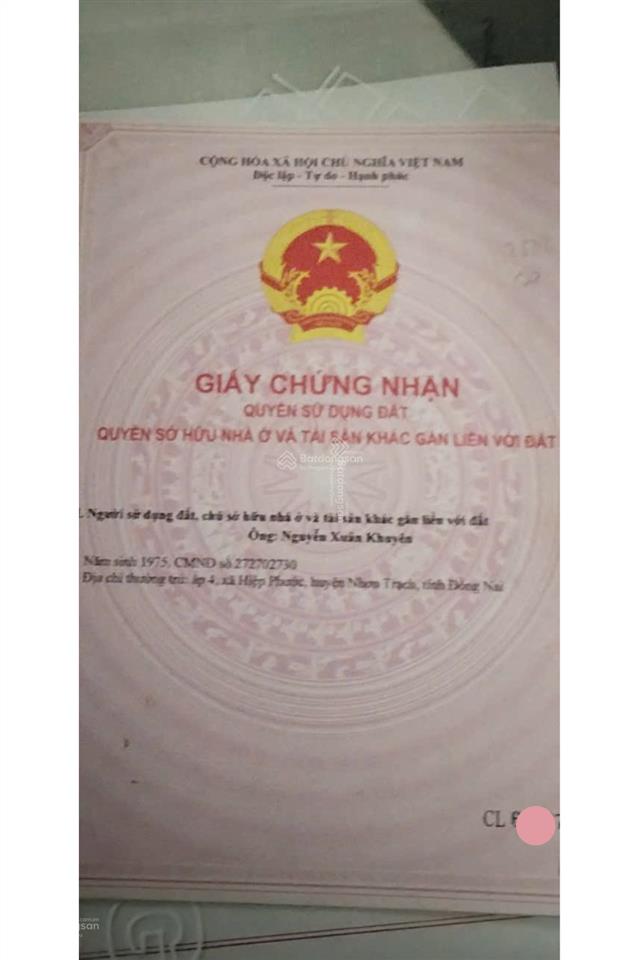 CỘNG HÒA XÃ HỘI CHỦ NGHĨA VIỆT NAM
Độc lập - Tự do - Hạnh phúc
GIẤY CHỨNG NHẬN
QUYỀN SỬ DỤNG ĐẤT
QUYỀN SỞ HỮU NHÀ Ở VÀ TÀI SẢN KHÁC GẮN LIỀN VỚI ĐẤT
Batdongsan
I. Người sử dụng đất, chủ sở hữu nhà ở và tài sản khác gắn liền với đất
Ông: Nguyễn Xuân Khuyên
Năm sinh 1975, CMND số 272702730
Địa chỉ thường trú: ấp 4, xã Hiệp Phước, huyện Nhơn Trạch, tỉnh Đồng Nai
CL